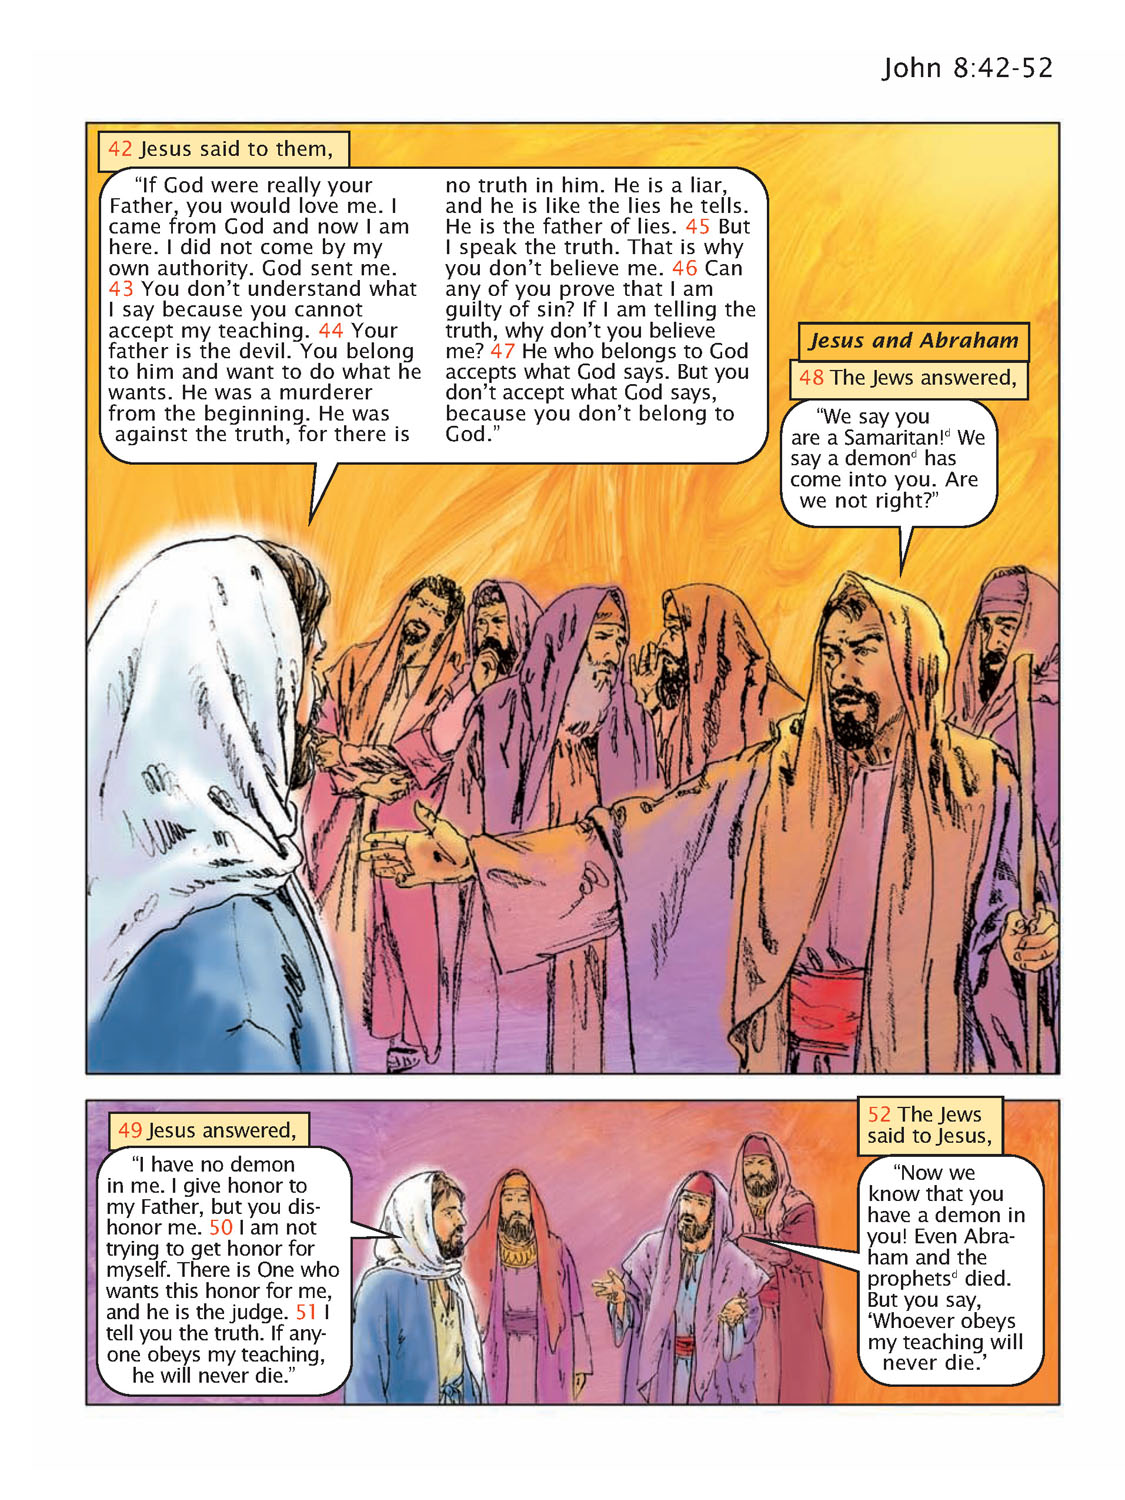 John 8:42-52
42 Jesus said to them,
“If God were really your
Father, you would love me. I
came from God and now I am
here. I did not come by my
own authority. God sent me.
43 You don’t understand what
I say because you cannot
accept my teaching. 44 Your
father is the devil. You belong
to him and want to do what he
wants. He was a murderer
from the beginning. He was
against the truth, for there is
no truth in him. He is a liar,
and he is like the lies he tells.
He is the father of lies. 45 But
I speak the truth. That is why
you don’t believe me. 46 Can
any of you prove that I am
guilty of sin? If I am telling the
truth, why don’t you believe
me? 47 He who belongs to God
accepts what God says. But you
don’t accept what God says,
because you don’t belong to
God.”
Jesus and Abraham
48 The Jews answered,
“We say you
are a Samaritan!d We
say a demond has
come into you. Are
we not right?”
49 Jesus answered,
“I have no demon
in me. I give honor to
my Father, but you dis-
honor me. 50 I am not
trying to get honor for
myself. There is One who
wants this honor for me,
and he is the judge. 51 I
tell you the truth. If any-
one obeys my teaching,
he will never die.”
52 The Jews
said to Jesus,
“Now we
know that you
have a demon in
you! Even Abra-
ham and the
prophetsd died.
But you say,
‘Whoever obeys
my teaching will
never die.’